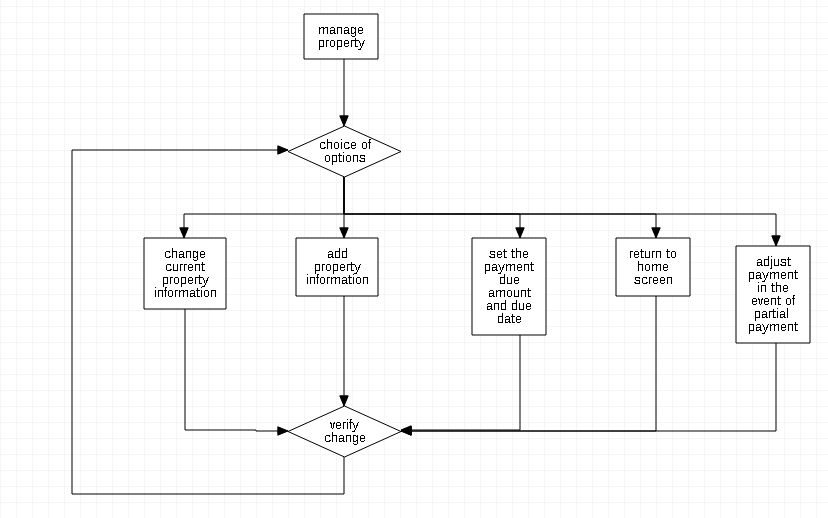 manage
property
choice of
options
change
current
property
information
add
property
information
set the
payment
due
amount
and due
date
return to
home
screen
adjust
payment
in the
event of
partial
payment
verify
change